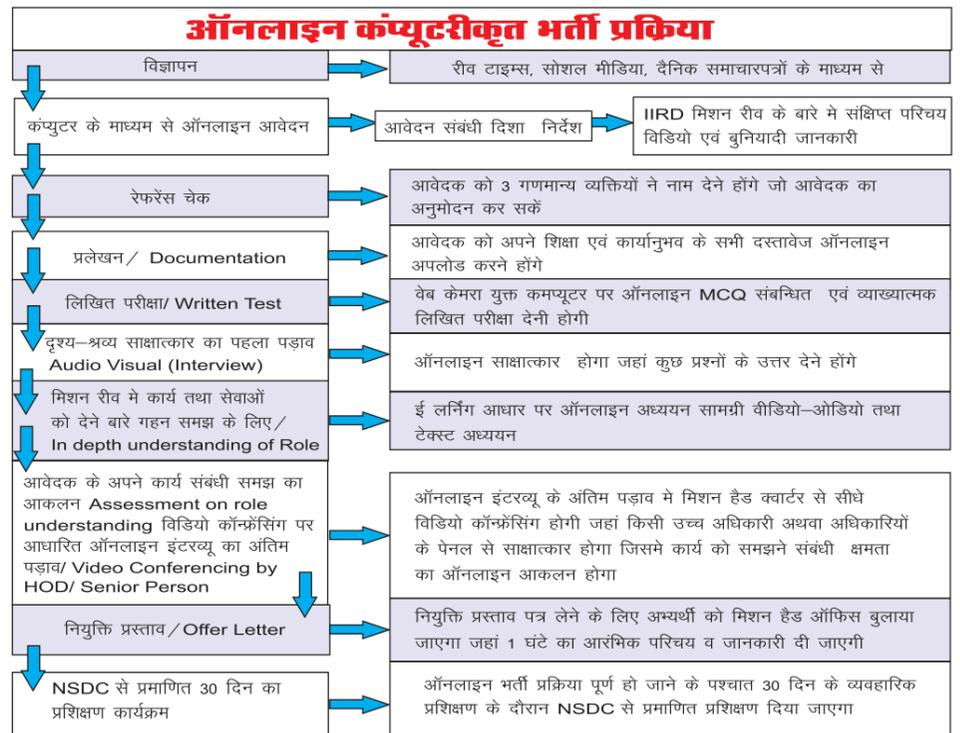 ऑनलाइन कंप्यूटरीकृत भर्ती प्रक्रिया
विज्ञापन
रीव टाइम्स, सोशल मीडिया, दैनिक समाचारपत्रों के माध्यम से
कंप्युटर के माध्यम से ऑनलाइन आवेदन
आवेदन संबंधी दिशा निर्देश
IIRD मिशन रीव के बारे मे संक्षिप्त परिचय
विडियो एवं बुनियादी जानकारी
रेफरेंस चेक
आवेदक को 3 गणमान्य व्यक्तियों ने नाम देने होंगे जो आवेदक का
अनुमोदन कर सकें
प्रलेखन/ Documentation
आवेदक को अपने शिक्षा एवं कार्यानुभव के सभी दस्तावेज ऑनलाइन
अपलोड करने होंगे
लिखित परीक्षा/ Written Test
वेब केमरा युक्त कमप्यूटर पर ऑनलाइन MCQ संबन्धित एवं व्याख्यात्मक
लिखित परीक्षा देनी होगी
दृश्य–श्रव्य साक्षात्कार का पहला पड़ाव
Audio Visual (Interview)
ऑनलाइन साक्षात्कार होगा जहां कुछ प्रश्नों के उत्तर देने होंगे
मिशन रीव मे कार्य तथा सेवाओं
को देने बारे गहन समझ के लिए/
In depth understanding of Role
ई लर्निंग आधार पर ऑनलाइन अध्ययन सामग्री वीडियो–ओडियो तथा
टेक्स्ट अध्ययन
आवेदक के अपने कार्य संबंधी समझ का
आकलन Assessment on role
understanding विडियो कॉन्फ्रेंसिंग पर
आधारित ऑनलाइन इंटरव्यू का अंतिम
पड़ाव/ Video Conferencing by
HOD/ Senior Person
ऑनलाइन इंटरव्यू के अंतिम पड़ाव मे मिशन हैड क्वार्टर से सीधे
विडियो कॉन्फ्रेंसिंग होगी जहां किसी उच्च अधिकारी अथवा अधिकारियों
के पेनल से साक्षात्कार होगा जिसमे कार्य को समझने संबंधी क्षमता
का ऑनलाइन आकलन होगा
नियुक्ति प्रस्ताव/Offer Letter
नियुक्ति प्रस्ताव पत्र लेने के लिए अभ्यर्थी को मिशन हैड ऑफिस बुलाया
जाएगा जहां 1 घंटे का आरंभिक परिचय व जानकारी दी जाएगी
NSDC से प्रमाणित 30 दिन का
प्रशिक्षण कार्यक्रम
ऑनलाइन भर्ती प्रक्रिया पूर्ण हो जाने के पश्चात 30 दिन के व्यवहारिक
प्रशिक्षण के दौरान NSDC से प्रमाणित प्रशिक्षण दिया जाएगा